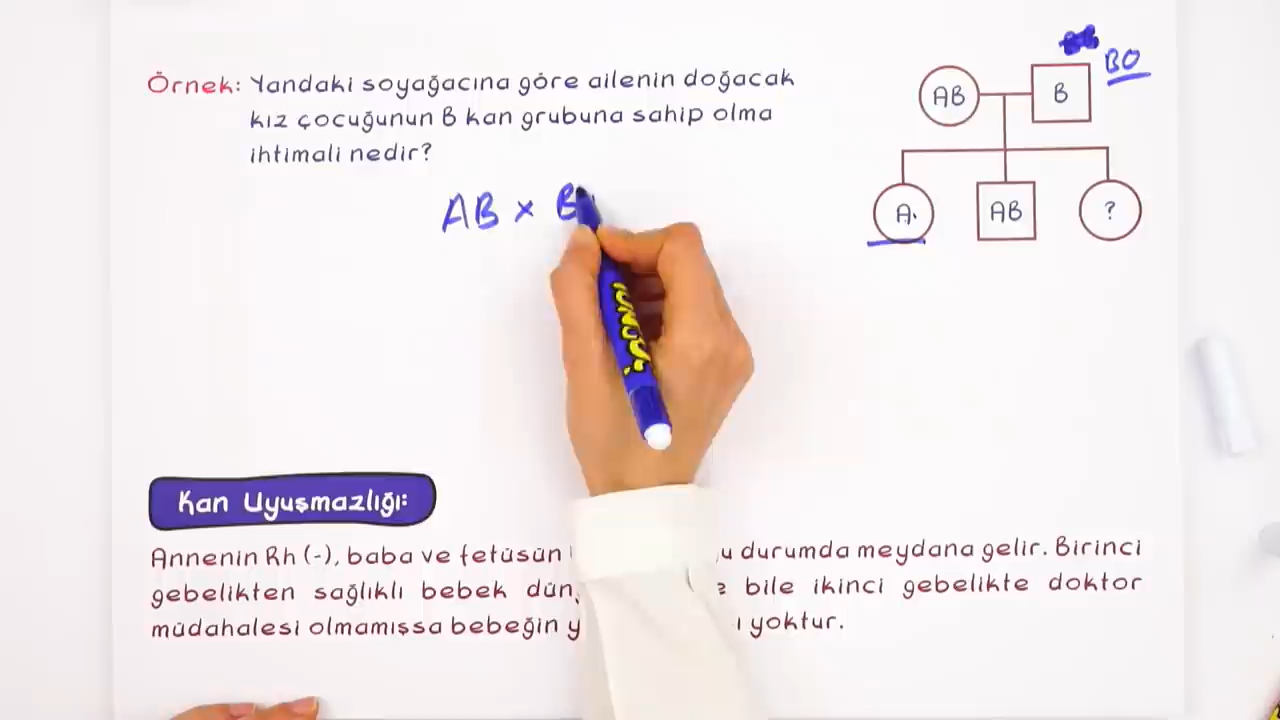 Örnek: Yandaki soyağacına göre ailenin doğacak
kız çocuğunun B kan grubuna sahip olma
ihtimali nedir?
BO
AB B
A. AB ?
AB x B
Kan Uyuşmazlığı:
Annenin Rh (-), baba ve fetüsün durumda meydana gelir. Birinci
gebelikten sağlıklı bebek bile ikinci gebelikte doktor
müdahalesi olmamışsa bebeğin yoktur.